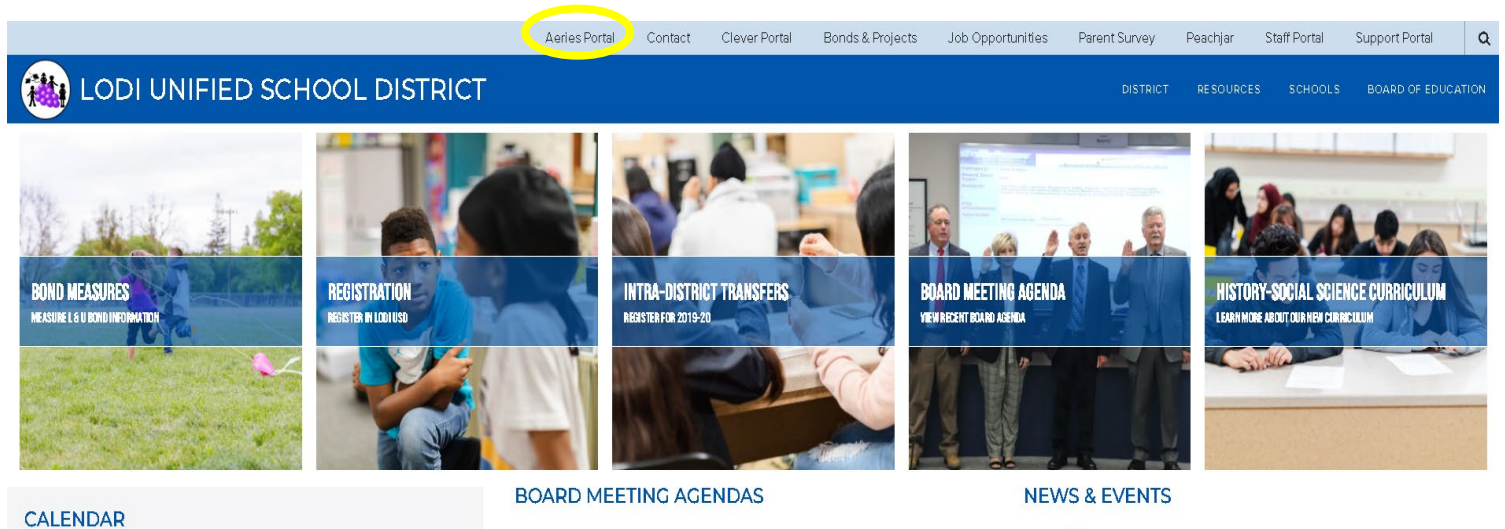 Aeries Portal Contact Clever Portal Bonds & Projects Job Opportunities Parent Survey Peachjar Staff Portal Support Portal
LODI UNIFIED SCHOOL DISTRICT
DISTRICT RESOURCES SCHOOLS BOARD OF EDUCATION
BOND MEASURES
MEASURE L & U BOND INFORMATION
REGISTRATION
REGISTER IN LODI USD
INTRA-DISTRICT TRANSFERS
REGISTER FOR 2019-20
BOARD MEETING AGENDA
VIEW RECENT BOARD AGENDA
HISTORY-SOCIAL SCIENCE CURRICULUM
LEARN MORE ABOUT OUR NEW CURRICULUM
CALENDAR
BOARD MEETING AGENDAS
NEWS & EVENTS